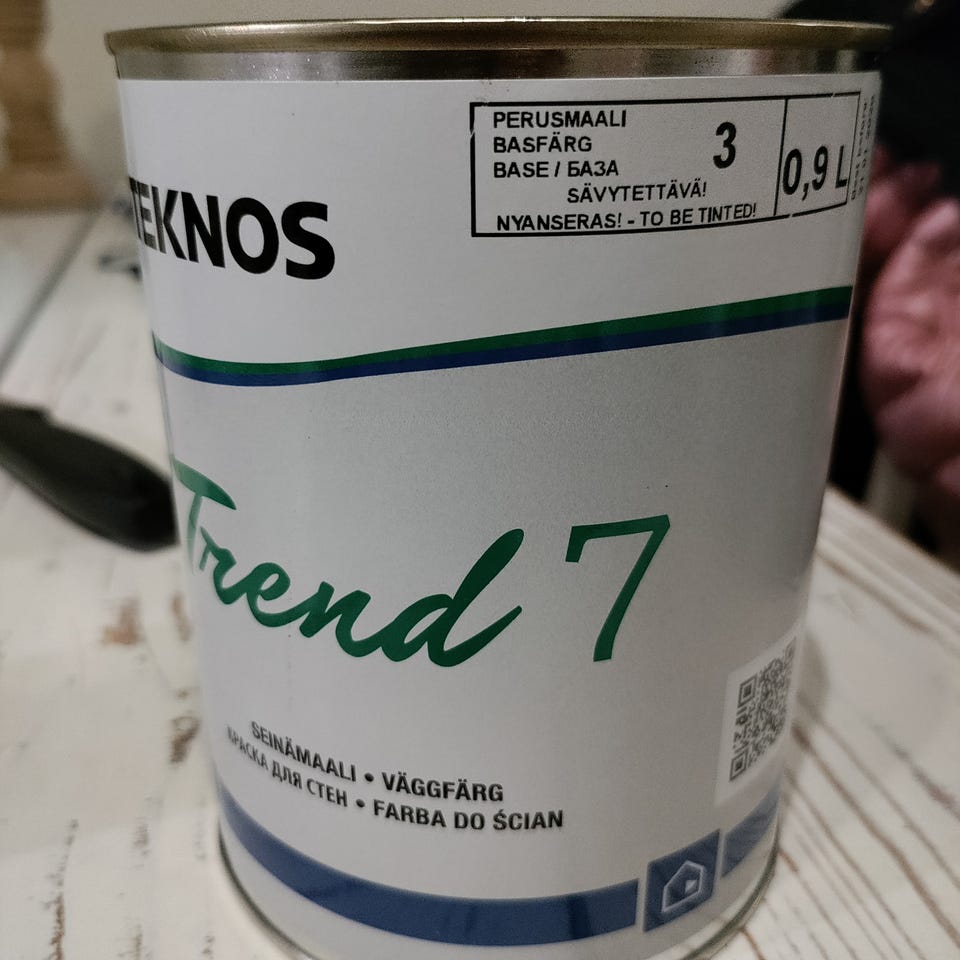 PERUSMAALI
BASFÄRG
BASE / БАЗА
3
SÄVYTETTÄVÄ!
NYANSERAS! - TO BE TINTED!
0,9 L
TEKNOS
Trend 7
SEINÄMAALI • VÄGGFÄRG
КРАСКА ДЛЯ СТЕН • FARBA DO ŚCIAN